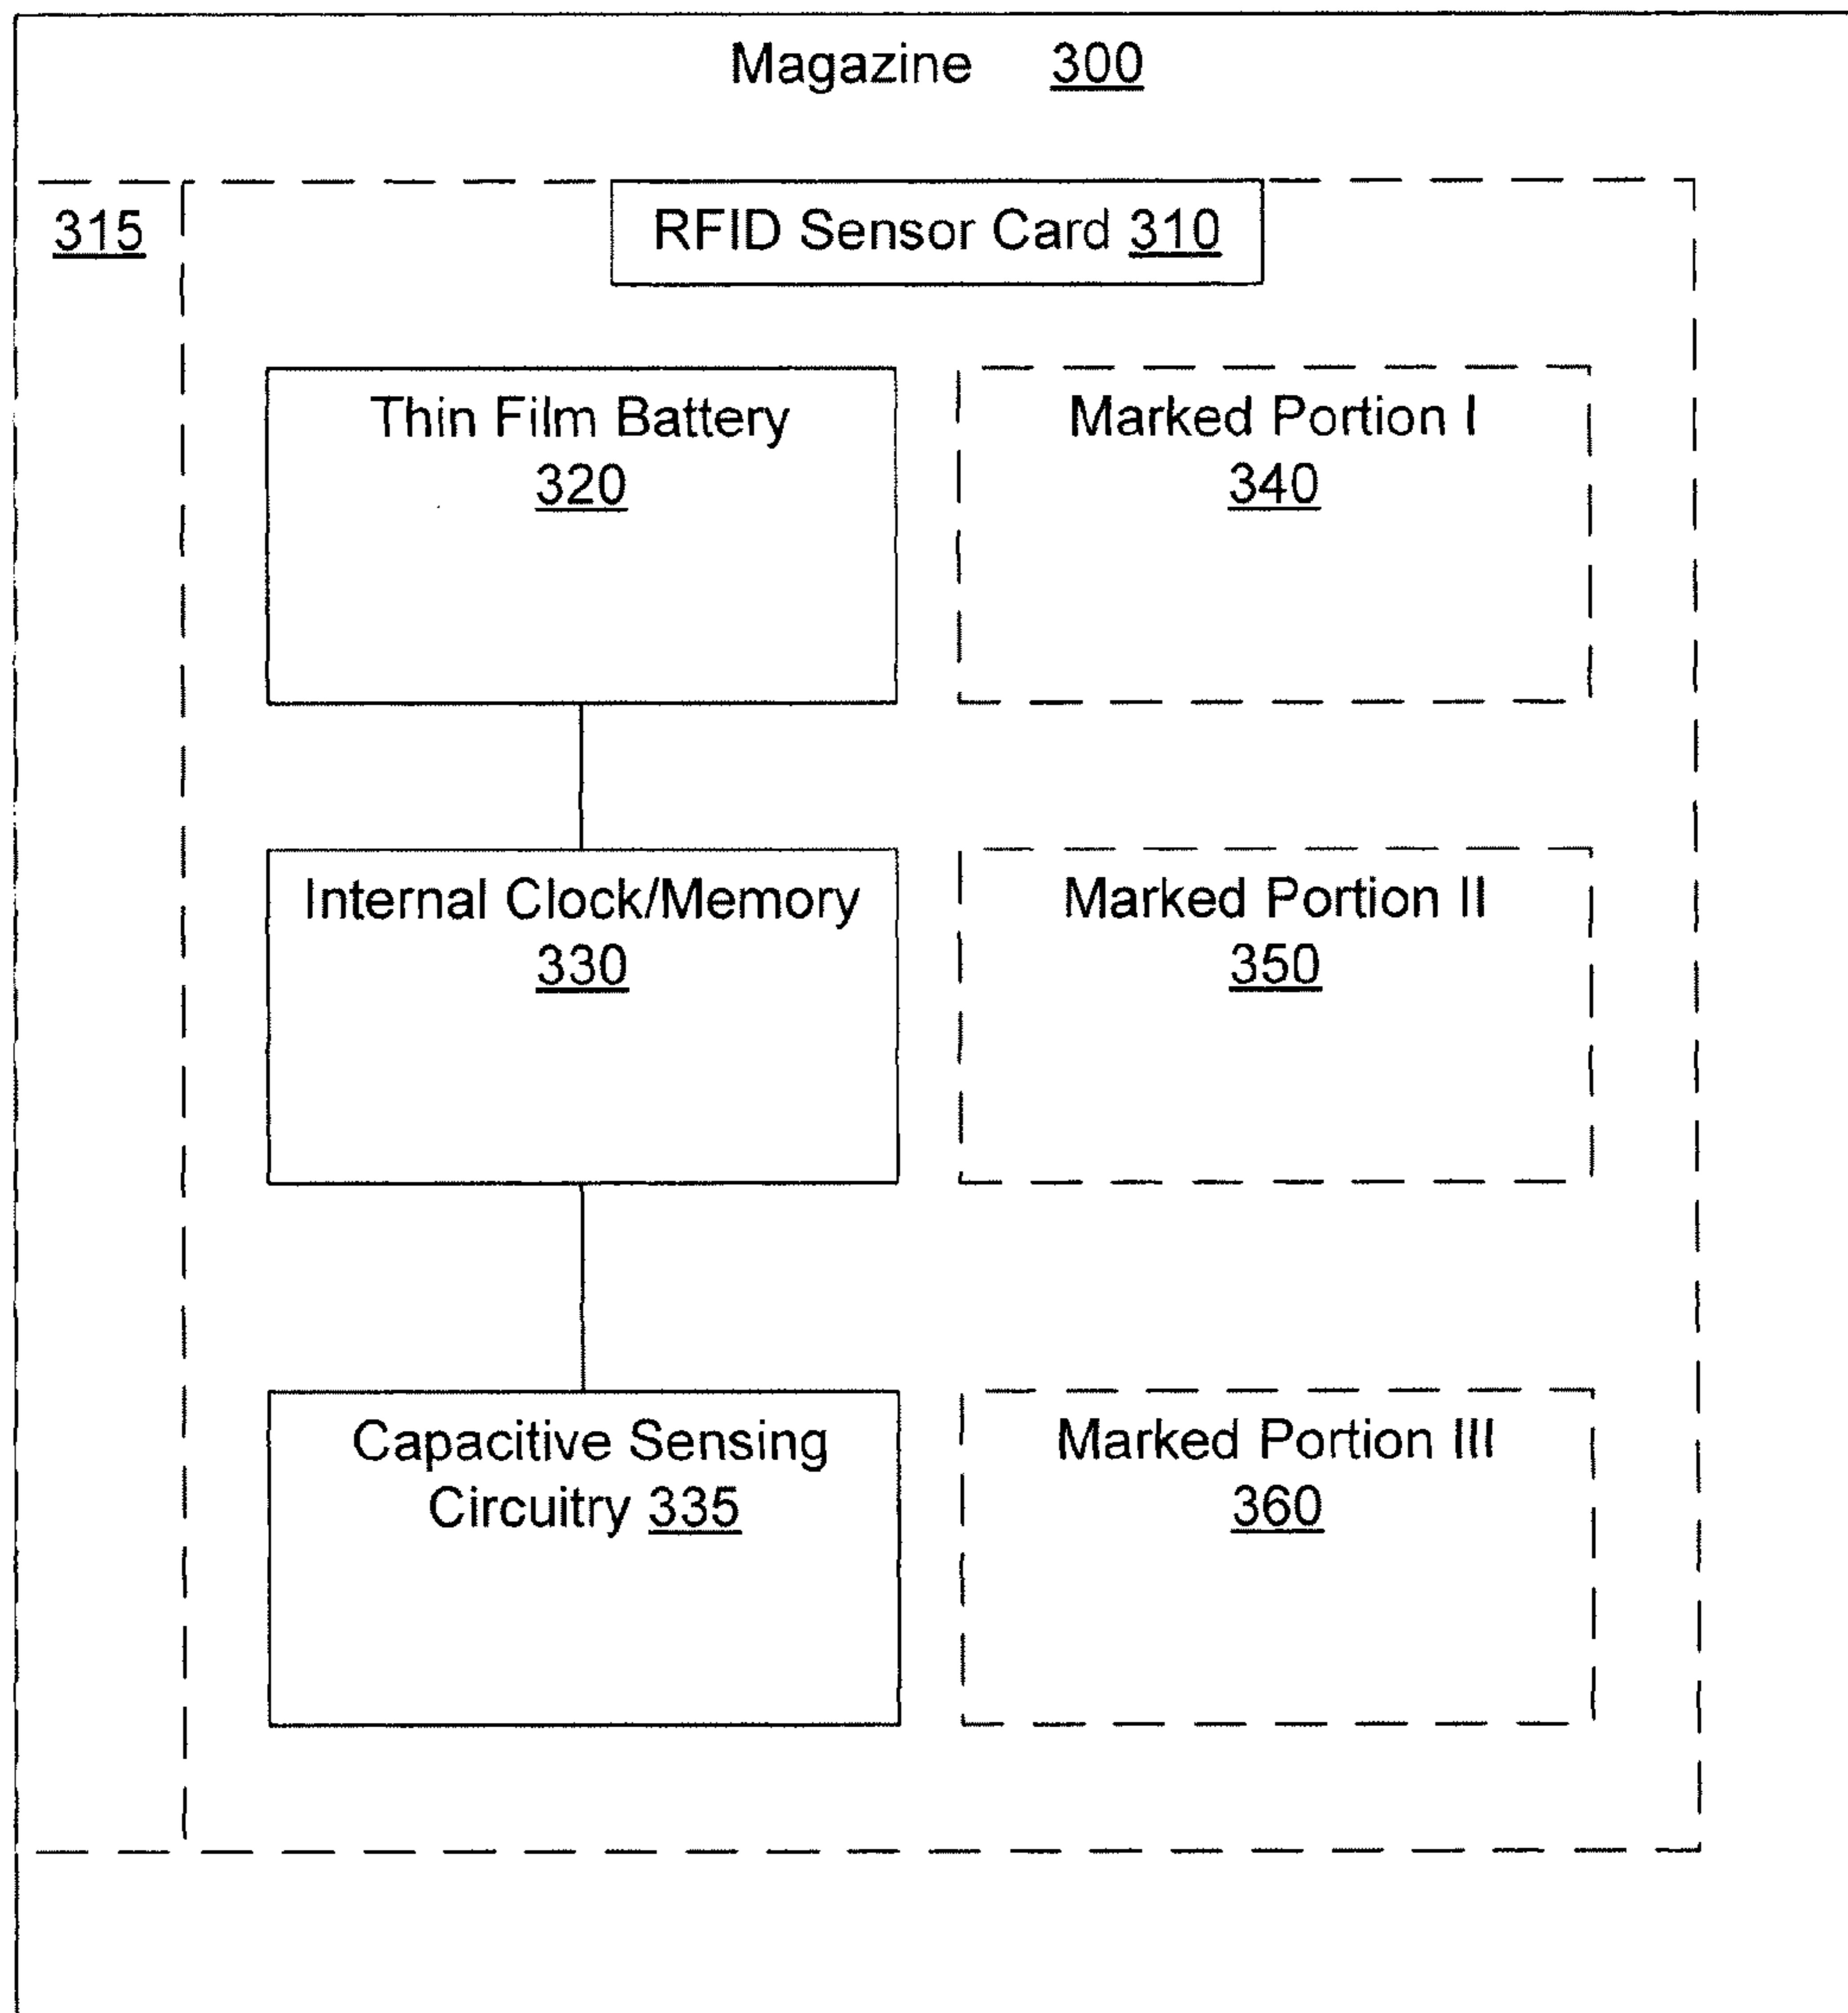 Magazine 300
315
RFID Sensor Card 310
Thin Film Battery
320
Marked Portion I
340
Internal Clock/Memory
330
Marked Portion II
350
Capacitive Sensing
Circuitry 335
Marked Portion III
360